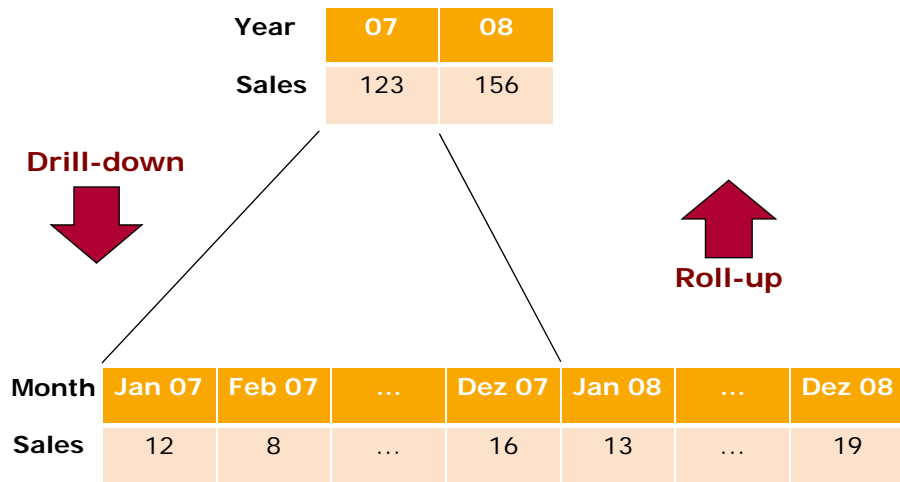 Year 07 08
Sales 123 156
Drill-down
Roll-up
Month Jan 07 Feb 07 ... Dez 07 Jan 08 ... Dez 08
Sales 12 8 ... 16 13 ... 19